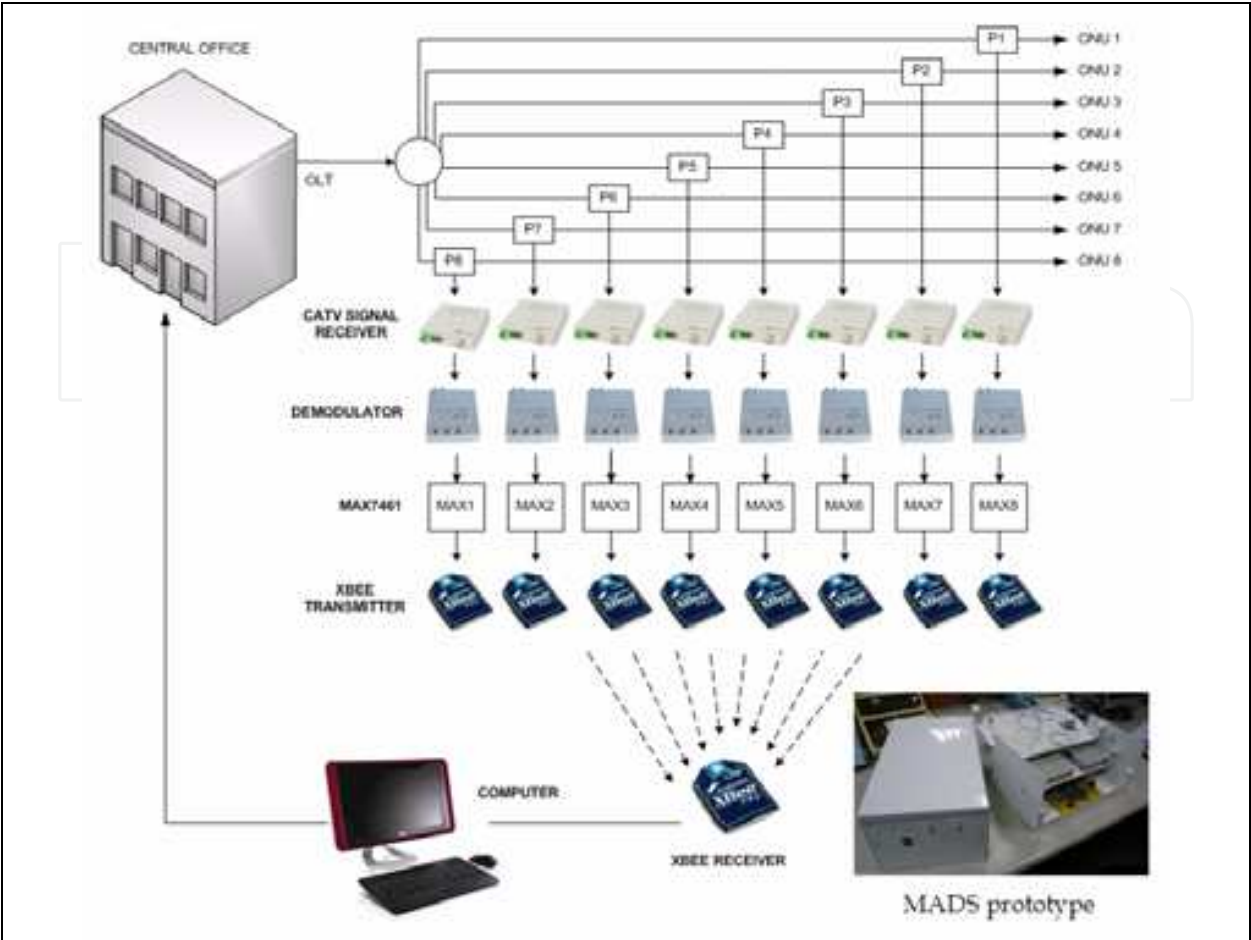 CENTRAL OFFICE
OLT
P1
ONU 1
P2
ONU 2
P3
ONU 3
P4
ONU 4
P5
ONU 5
P6
ONU 6
P7
ONU 7
P8
ONU 8
CATV SIGNAL
RECEIVER
DEMODULATOR
MAX7461
MAX1
MAX2
MAX3
MAX4
MAX5
MAX6
MAX7
MAX8
XBEE
TRANSMITTER
COMPUTER
XBEE RECEIVER
MADS prototype